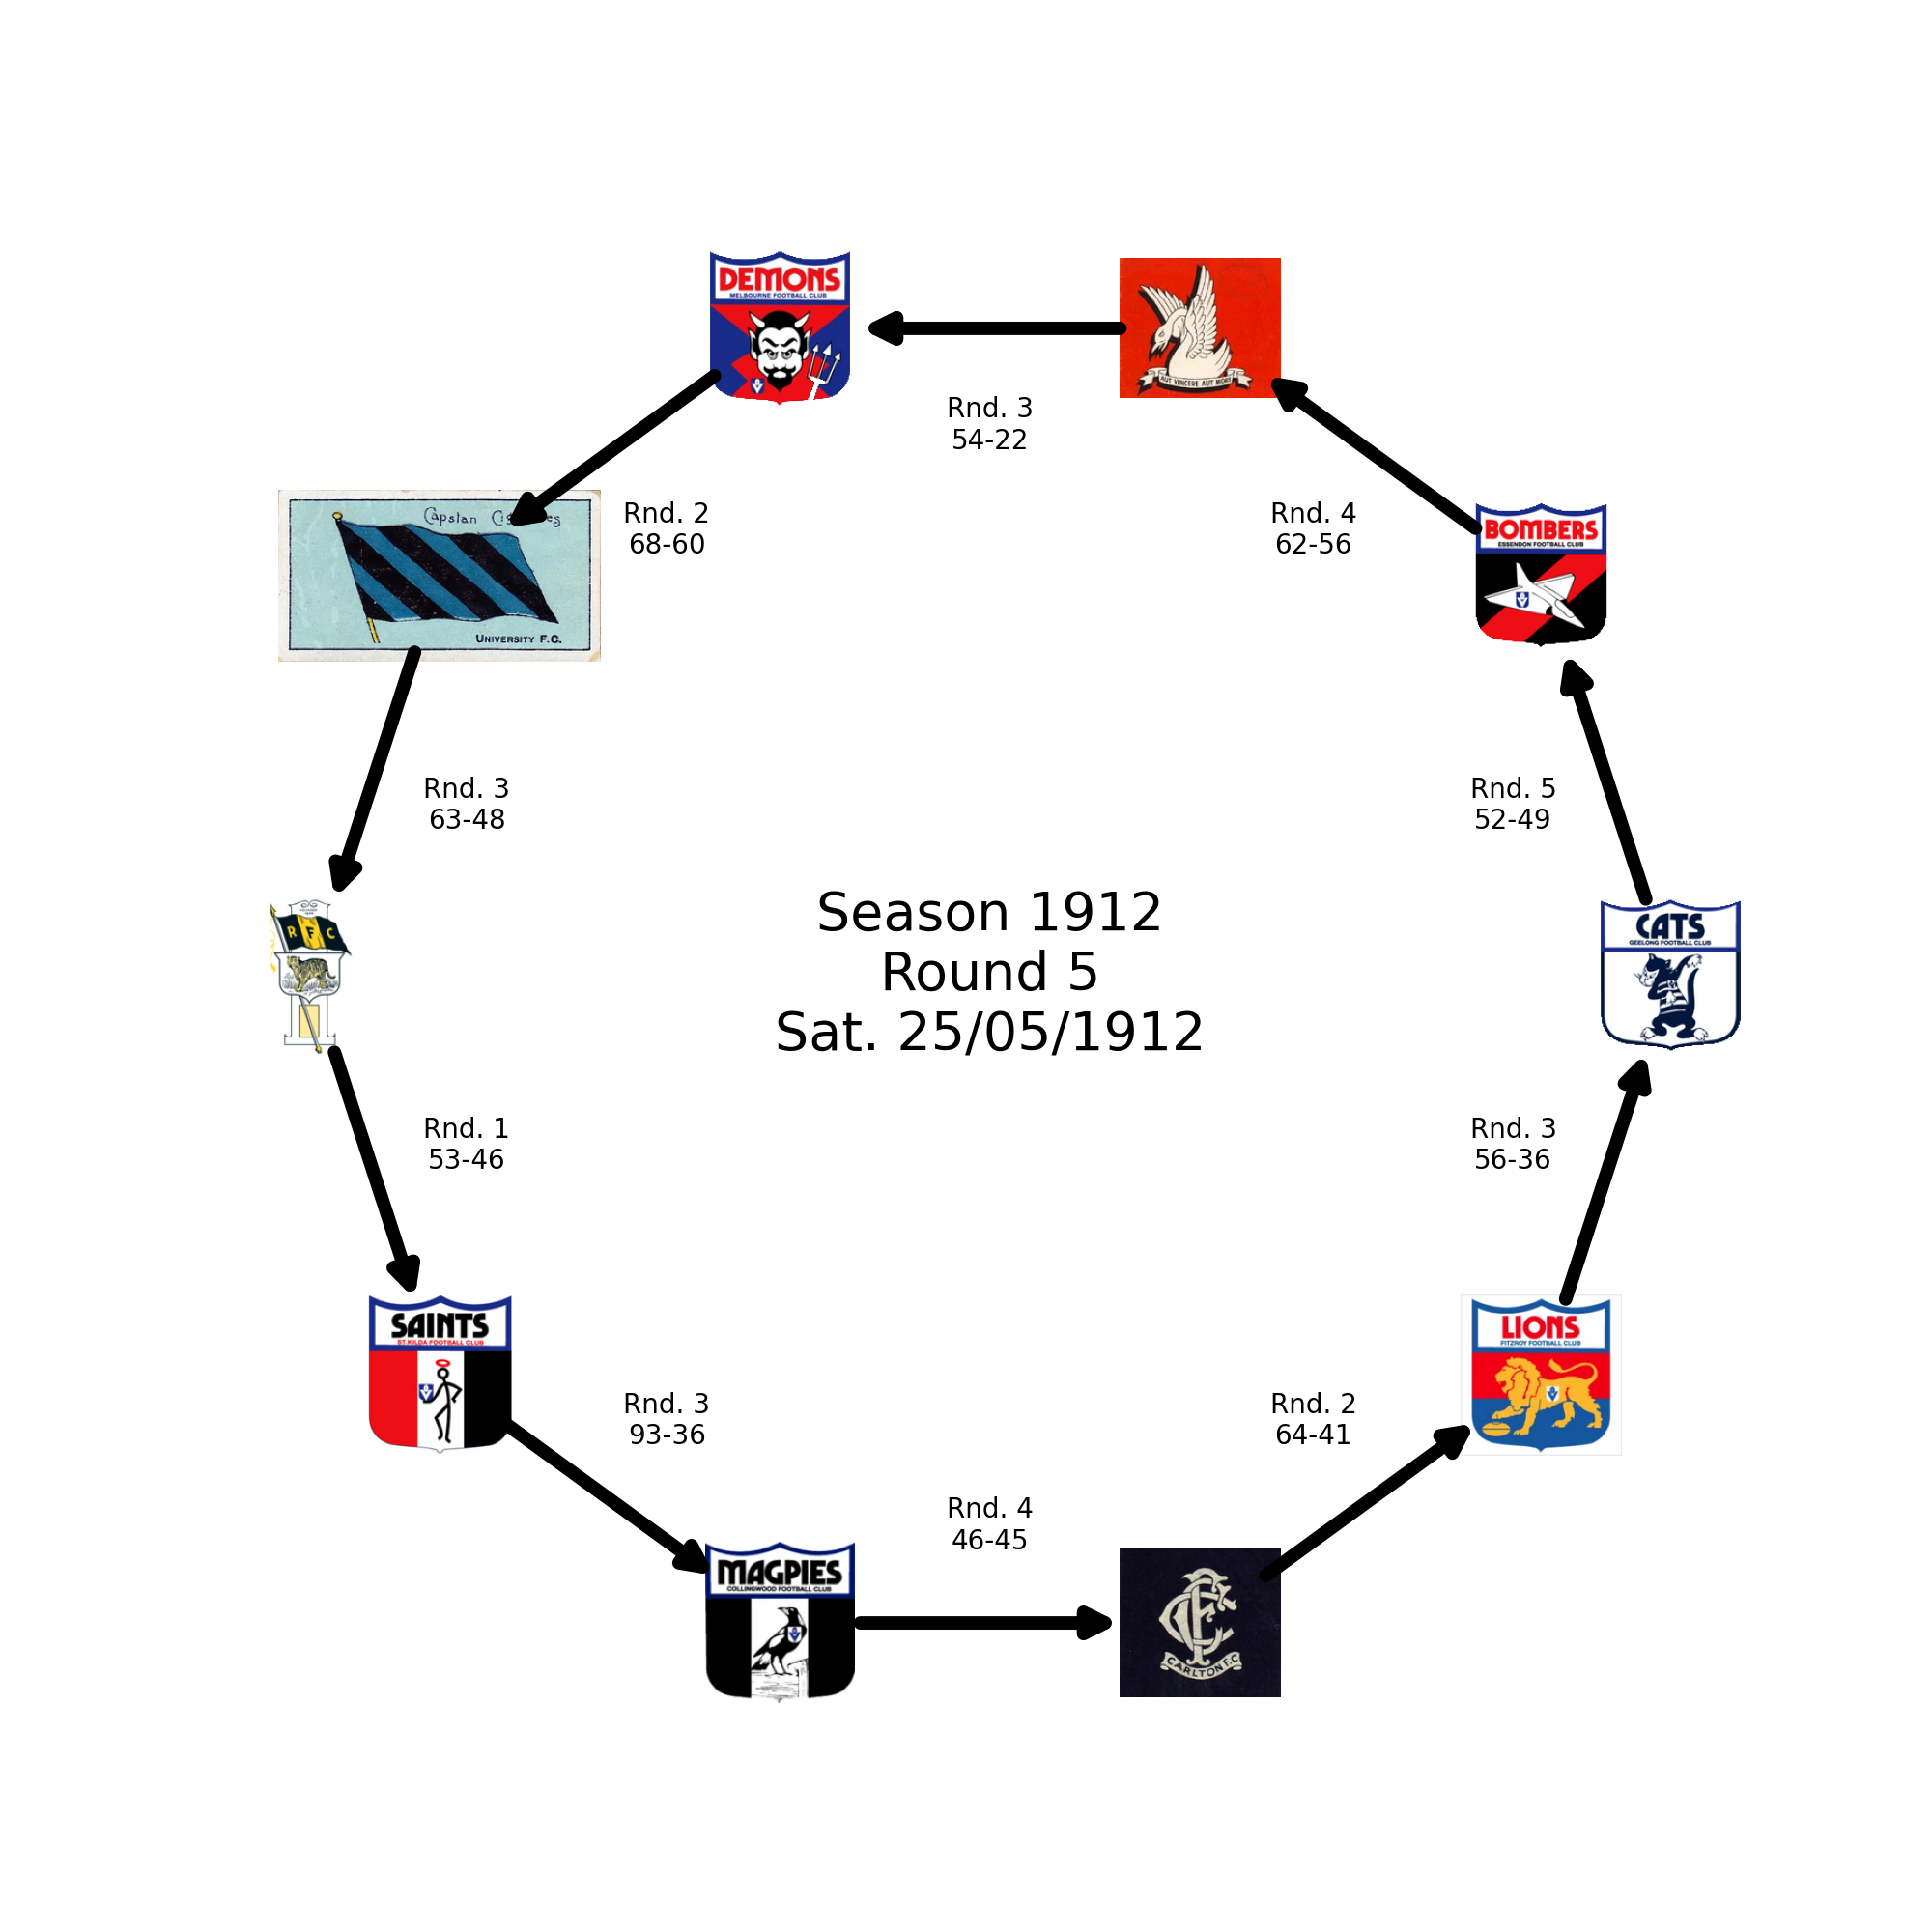 DEMONS
MELBOURNE FOOTBALL CLUB
AUT VINCERE AUT MORI
Rnd. 3
54-22
Capstan
UNIVERSITY F.C.
Rnd. 2
68-60
Rnd. 4
62-56
BOMBERS
ESSENDON FOOTBALL CLUB
Rnd. 3
63-48
Rnd. 5
52-49
R F C
Season 1912
Round 5
Sat. 25/05/1912
CATS
GEELONG FOOTBALL CLUB
Rnd. 1
53-46
Rnd. 3
56-36
SAINTS
ST.KILDA FOOTBALL CLUB
LIONS
FITZROY FOOTBALL CLUB
Rnd. 3
93-36
Rnd. 2
64-41
Rnd. 4
46-45
MAGPIES
COLLINGWOOD FOOTBALL CLUB
CFC
CARLTON F.C